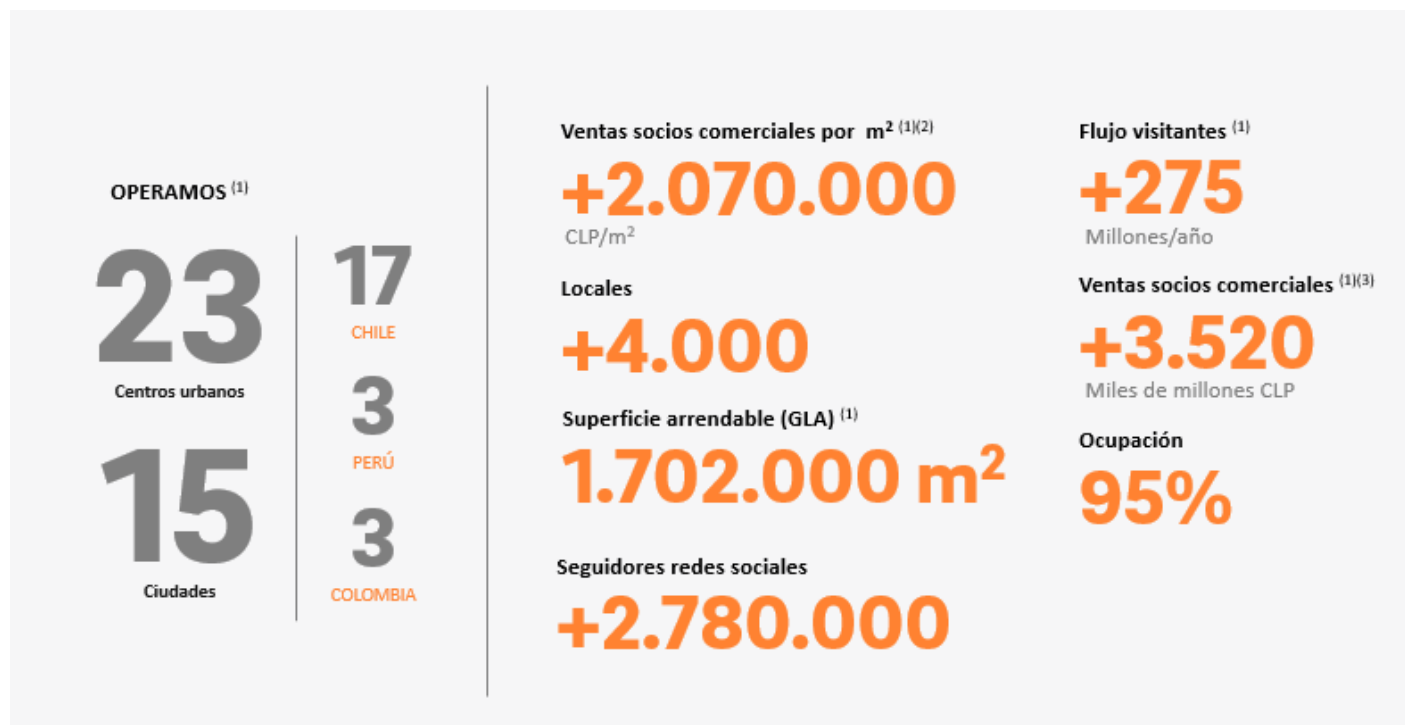 OPERAMOS (1)
23
Centros urbanos
15
Ciudades
17
CHILE
3
PERÚ
3
COLOMBIA
Ventas socios comerciales por m² (1)(2)
+2.070.000
CLP/m²
Locales
+4.000
Superficie arrendable (GLA) (1)
1.702.000 m²
Seguidores redes sociales
+2.780.000
Flujo visitantes (1)
+275
Millones/año
Ventas socios comerciales (1)(3)
+3.520
Miles de millones CLP
Ocupación
95%